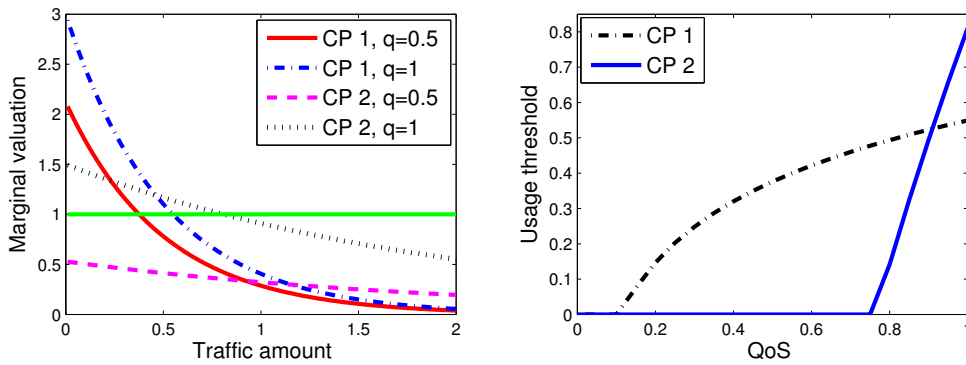 3
2.5
2
1.5
1
0.5
0
0
0.5
1
1.5
2
Marginal valuation
Traffic amount
CP 1, q=0.5
CP 1, q=1
CP 2, q=0.5
CP 2, q=1
0.8
0.7
0.6
0.5
0.4
0.3
0.2
0.1
0
0
0.2
0.4
0.6
0.8
1
Usage threshold
QoS
CP 1
CP 2